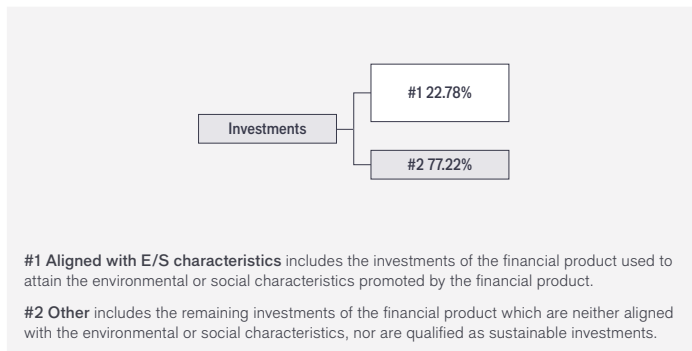 #1 22.78%
Investments
#2 77.22%
#1 Aligned with E/S characteristics includes the investments of the financial product used to
attain the environmental or social characteristics promoted by the financial product.
#2 Other includes the remaining investments of the financial product which are neither aligned
with the environmental or social characteristics, nor are qualified as sustainable investments.